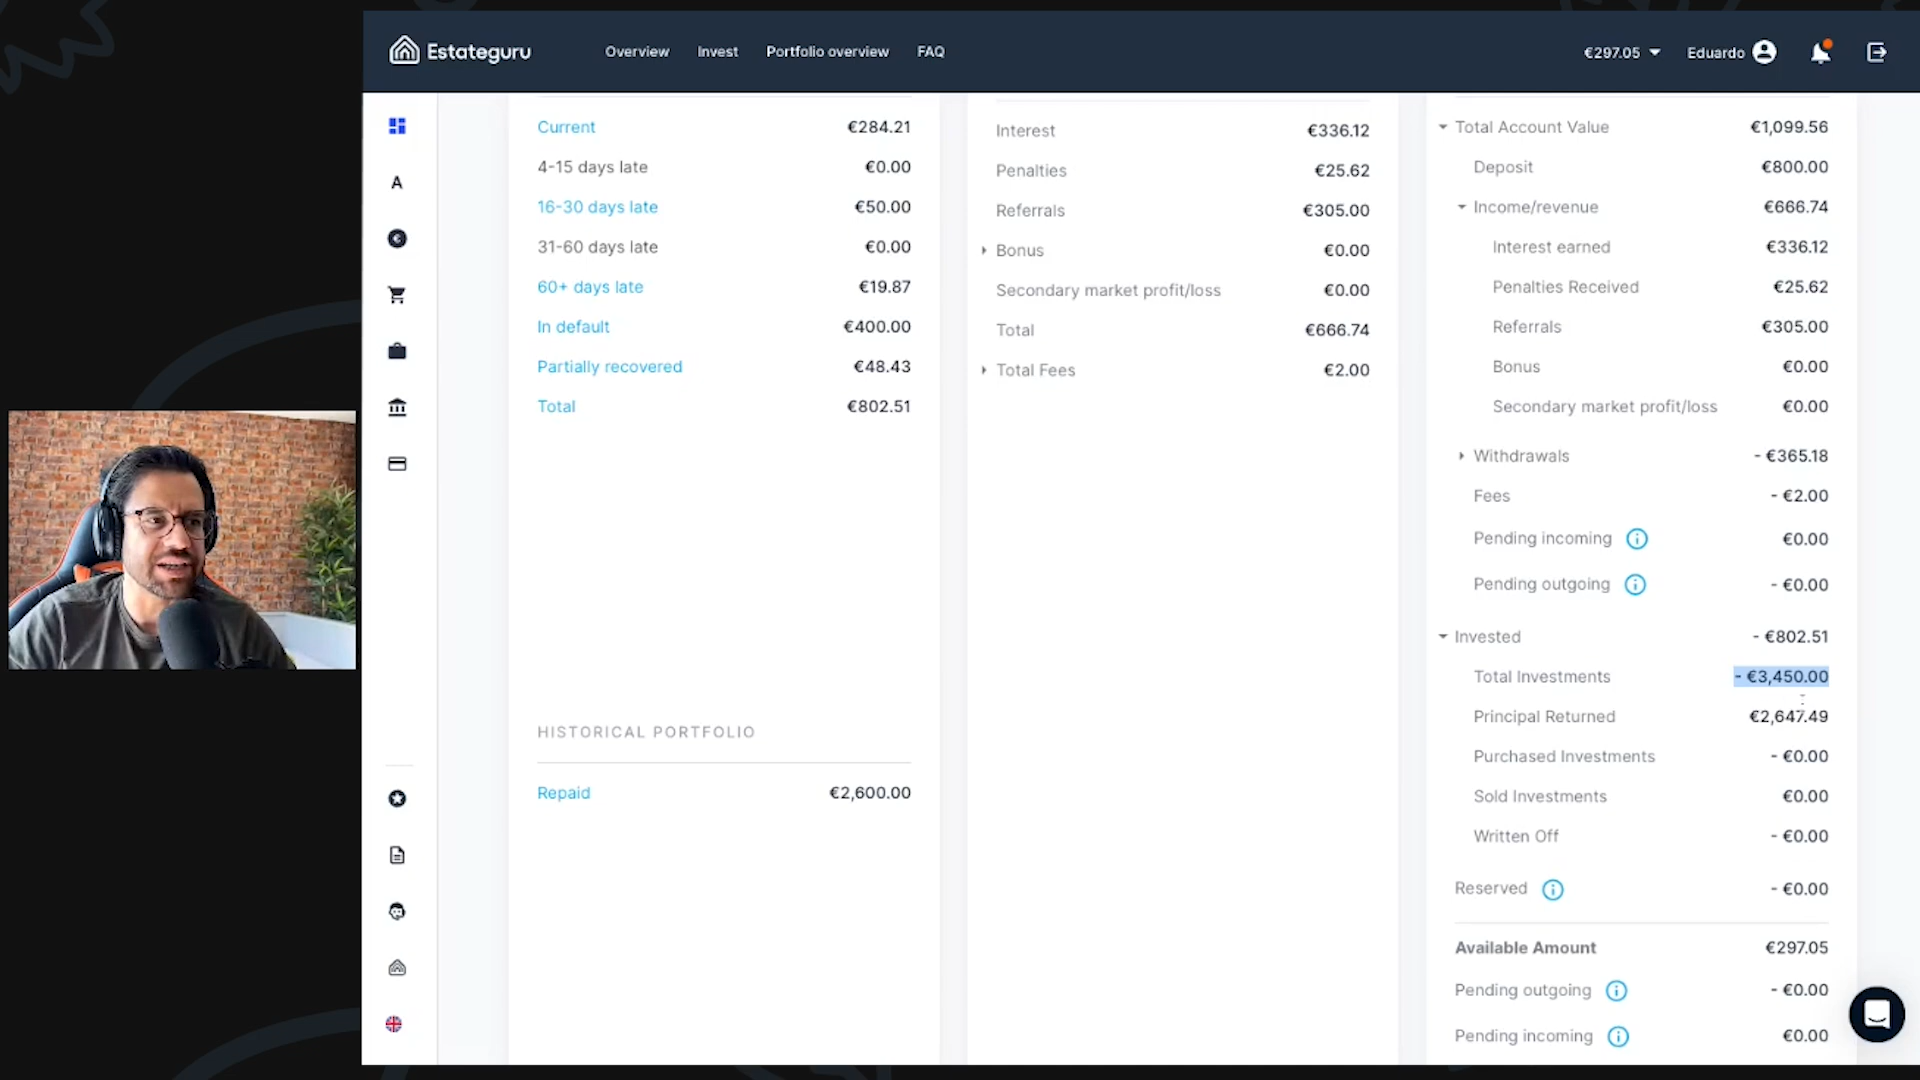 Estateguru
Overview
Invest
Portfolio overview
FAQ
€297.05
Eduardo
A
Current €284.21
4-15 days late €0.00
16-30 days late €50.00
31-60 days late €0.00
60+ days late €19.87
In default €400.00
Partially recovered €48.43
Total €802.51
HISTORICAL PORTFOLIO
Repaid €2,600.00
Interest €336.12
Penalties €25.62
Referrals €305.00
Bonus €0.00
Secondary market profit/loss €0.00
Total €666.74
Total Fees €2.00
Total Account Value €1,099.56
Deposit €800.00
Income/revenue €666.74
Interest earned €336.12
Penalties Received €25.62
Referrals €305.00
Bonus €0.00
Secondary market profit/loss €0.00
Withdrawals - €365.18
Fees - €2.00
Pending incoming €0.00
Pending outgoing - €0.00
Invested - €802.51
Total Investments - €3,450.00
Principal Returned €2,647.49
Purchased Investments - €0.00
Sold Investments €0.00
Written Off - €0.00
Reserved - €0.00
Available Amount €297.05
Pending outgoing - €0.00
Pending incoming €0.00